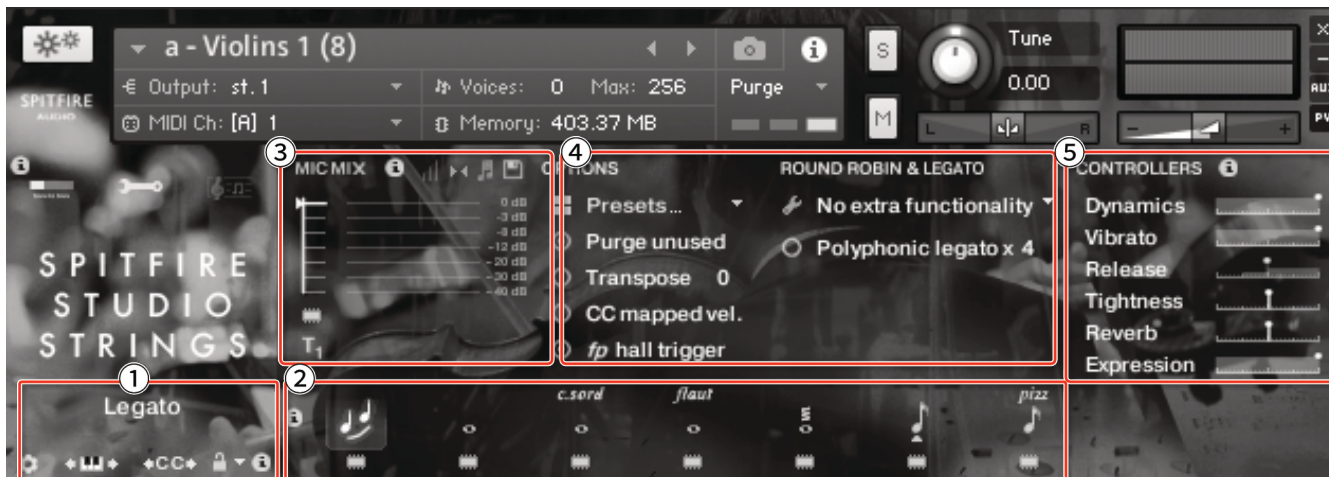 a - Violins 1 (8)
S
Tune
0.00
Output: st. 1
Voices: 0 Max: 256
Purge
SPITFIRE
AUDIO
MIDI Ch: [A] 1
Memory: 403.37 MB
M
L
R
- +
AUX
PV
③
④
⑤
MIC MIX
OPTIONS
ROUND ROBIN & LEGATO
CONTROLLERS
0 dB
-3 dB
-8 dB
-12 dB
-20 dB
-30 dB
-40 dB
T1
Presets...
Purge unused
Transpose 0
CC mapped vel.
fp hall trigger
No extra functionality
Polyphonic legato x 4
Dynamics
Vibrato
Release
Tightness
Reverb
Expression
SPITFIRE
STUDIO
STRINGS
①
②
Legato
CC
c.sord
flaut
pizz